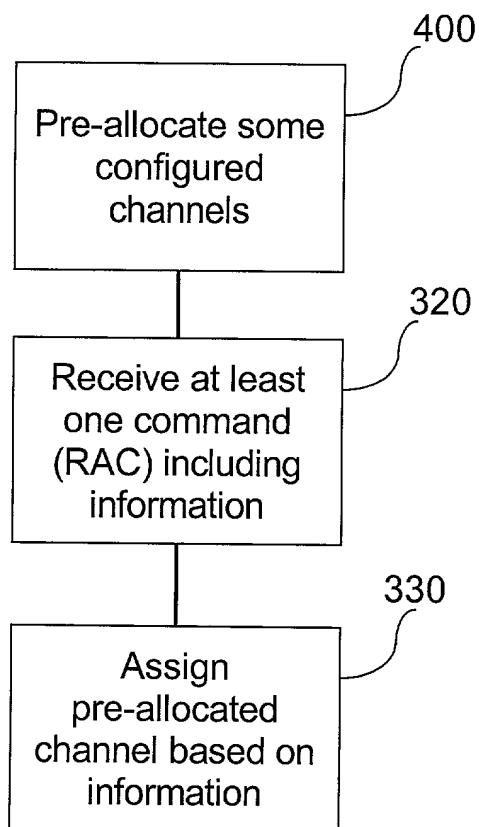 400
Pre-allocate some
configured
channels
320
Receive at least
one command
(RAC) including
information
330
Assign
pre-allocated
channel based on
information